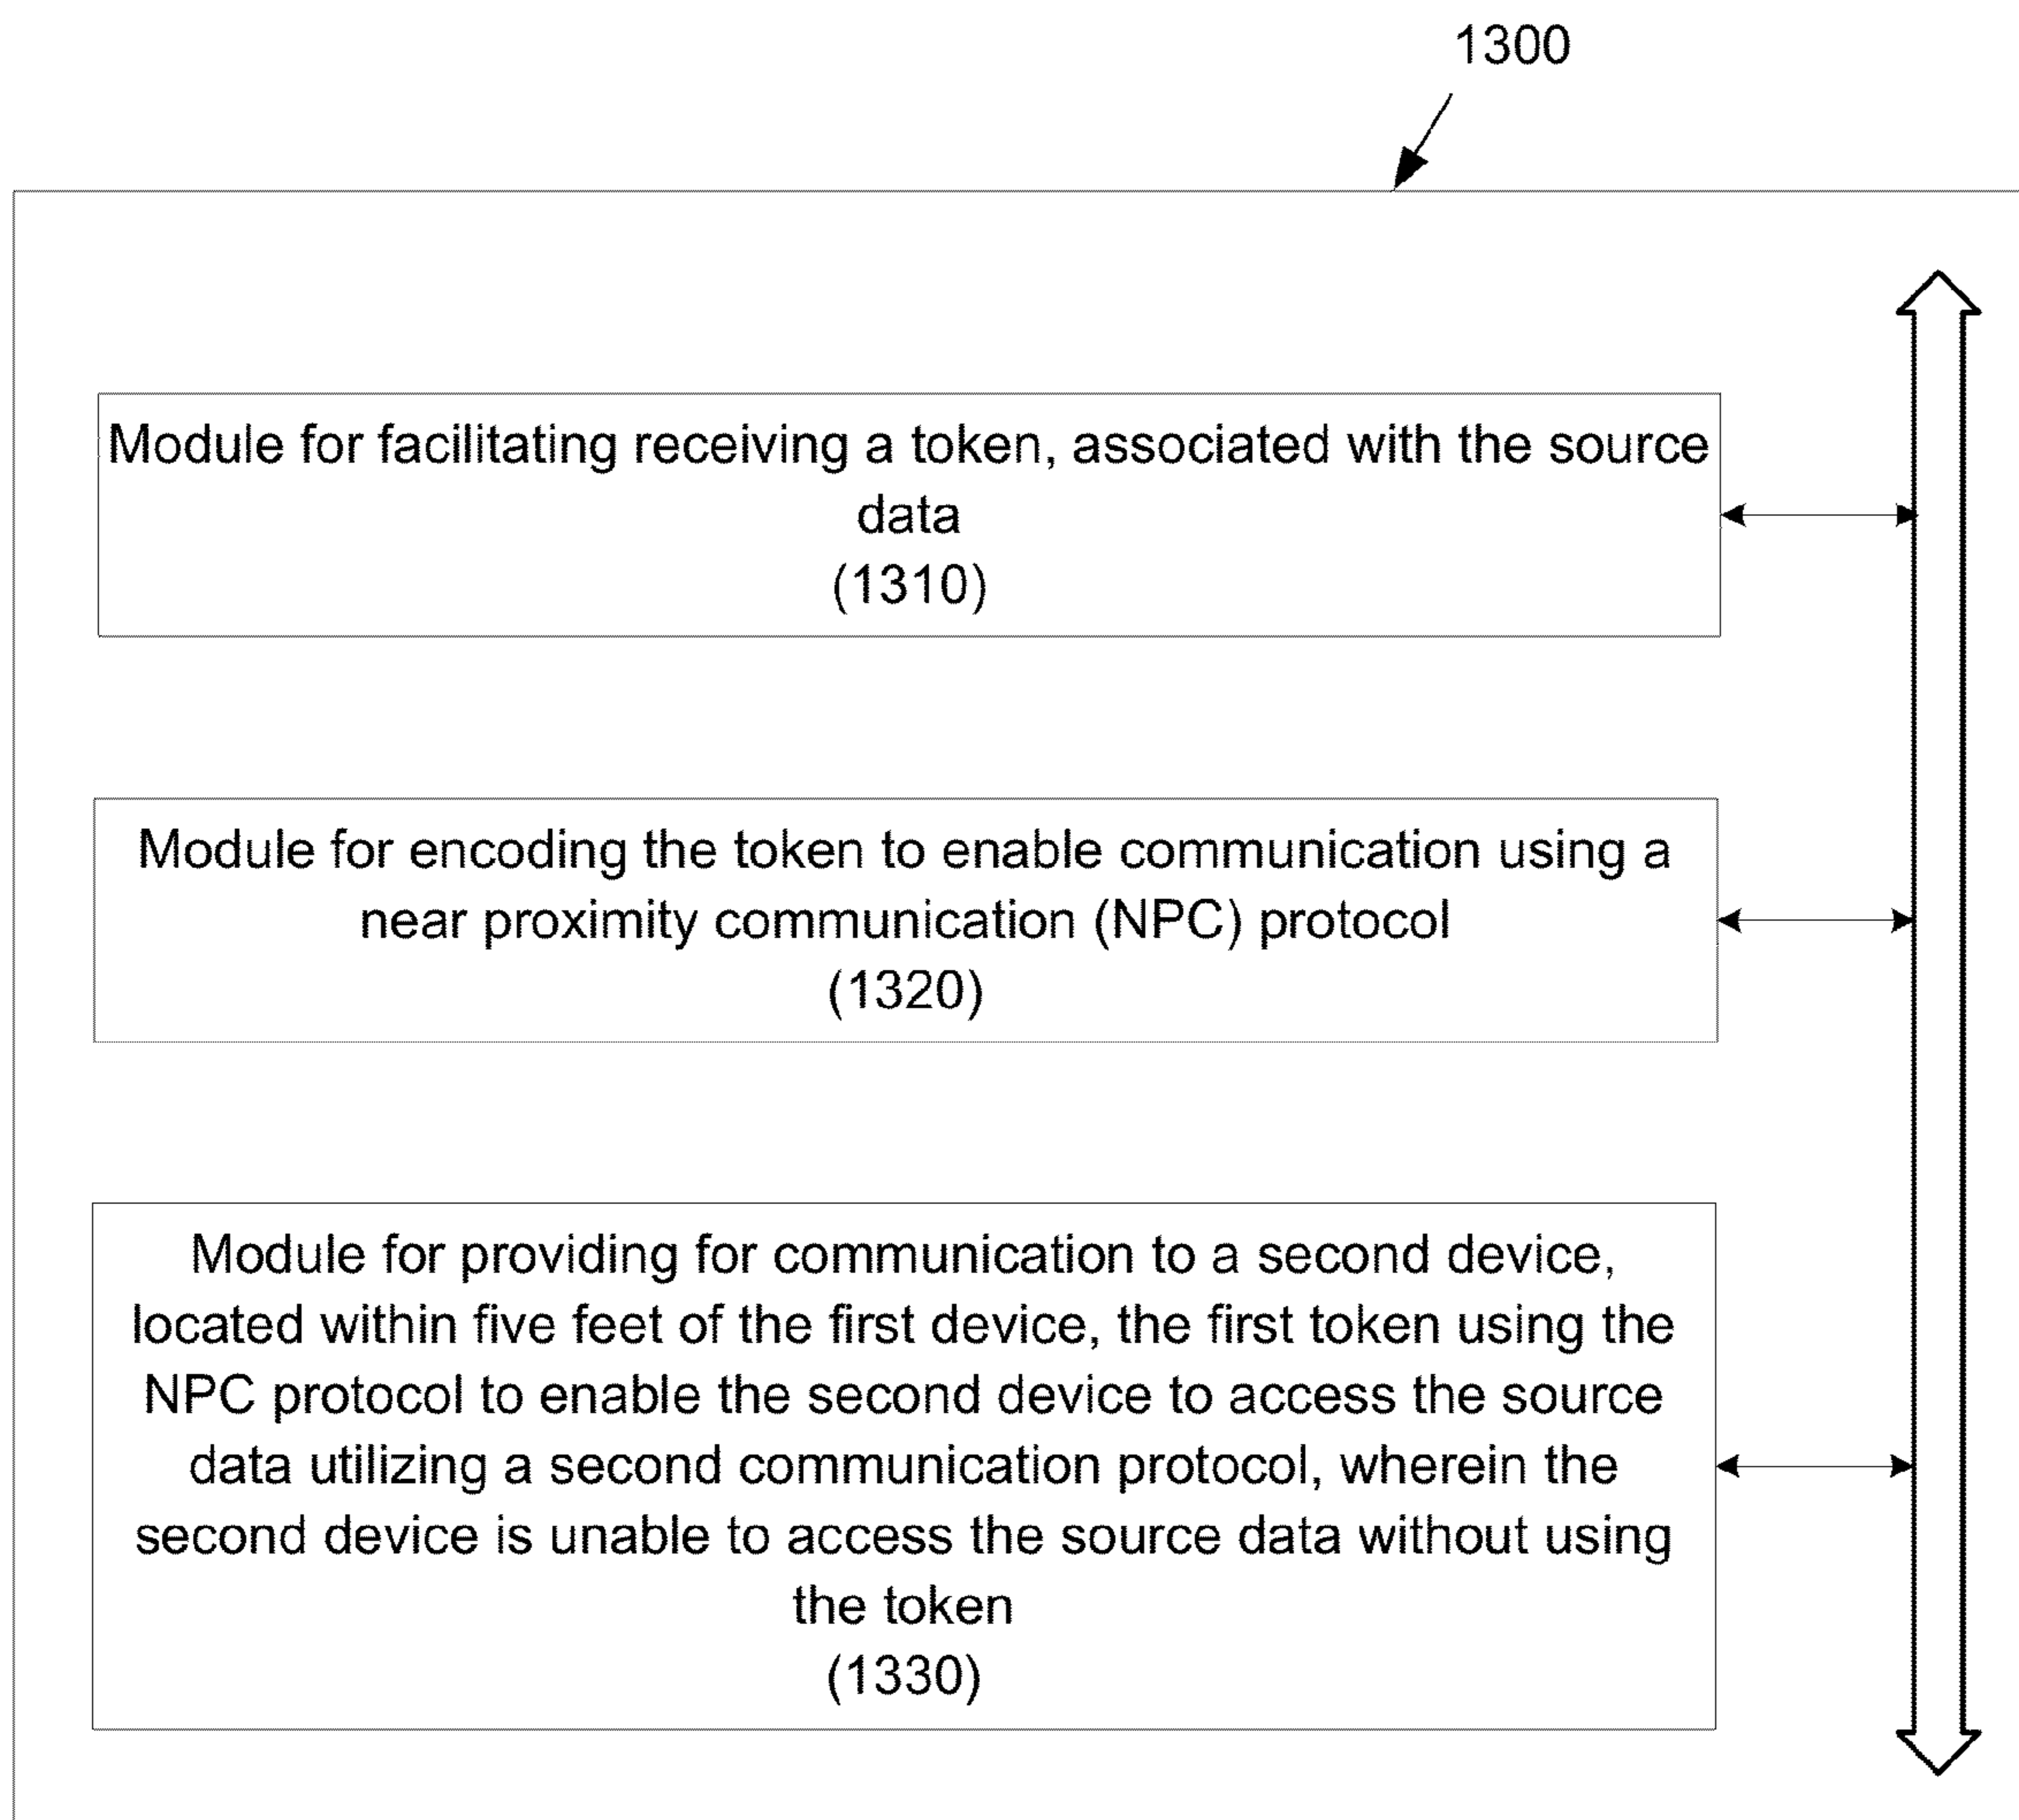 1300
Module for facilitating receiving a token, associated with the source
data
(1310)
Module for encoding the token to enable communication using a
near proximity communication (NPC) protocol
(1320)
Module for providing for communication to a second device,
located within five feet of the first device, the first token using the
NPC protocol to enable the second device to access the source
data utilizing a second communication protocol, wherein the
second device is unable to access the source data without using
the token
(1330)